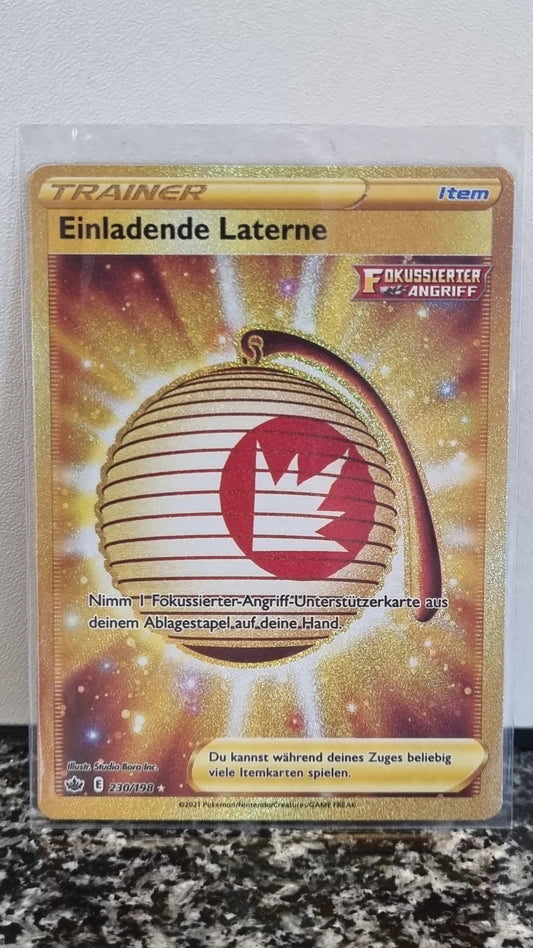 TRAINER
Item
Einladende Laterne
FOKUSSIERTER
ANGRIFF
Nimm 1 Fokussierter-Angriff-Unterstützerkarte aus
deinem Ablagestapel auf deine Hand.
Du kannst während deines Zuges beliebig
viele Itemkarten spielen.
Illustr. Studio Bora Inc.
E 230/198 ★
©2021 Pokémon/Nintendo/Creatures/GAME FREAK